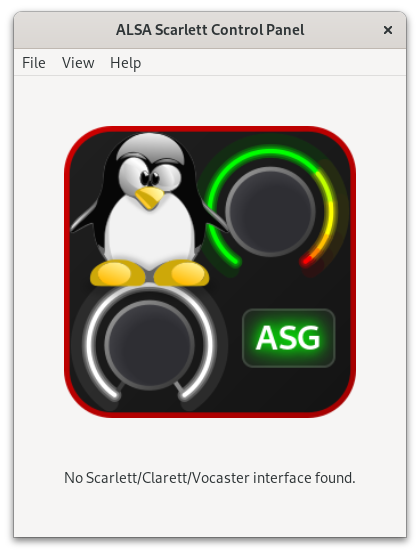 ALSA Scarlett Control Panel ×
File View Help
ASG
No Scarlett/Clarett/Vocaster interface found.